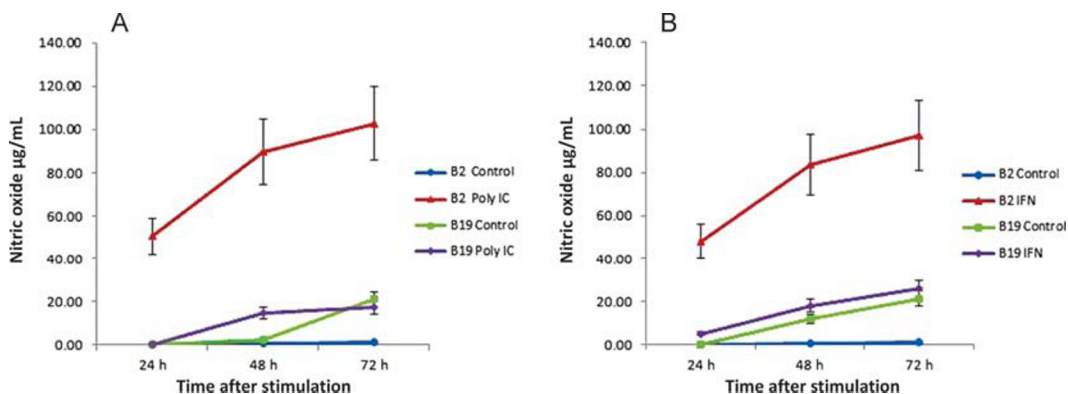 A
Nitric oxide µg/mL
140.00
120.00
100.00
80.00
60.00
40.00
20.00
0.00
24 h 48 h 72 h
Time after stimulation
B2 Control
B2 Poly IC
B19 Control
B19 Poly IC
B
Nitric oxide µg/mL
140.00
120.00
100.00
80.00
60.00
40.00
20.00
0.00
24 h 48 h 72 h
Time after stimulation
B2 Control
B2 IFN
B19 Control
B19 IFN